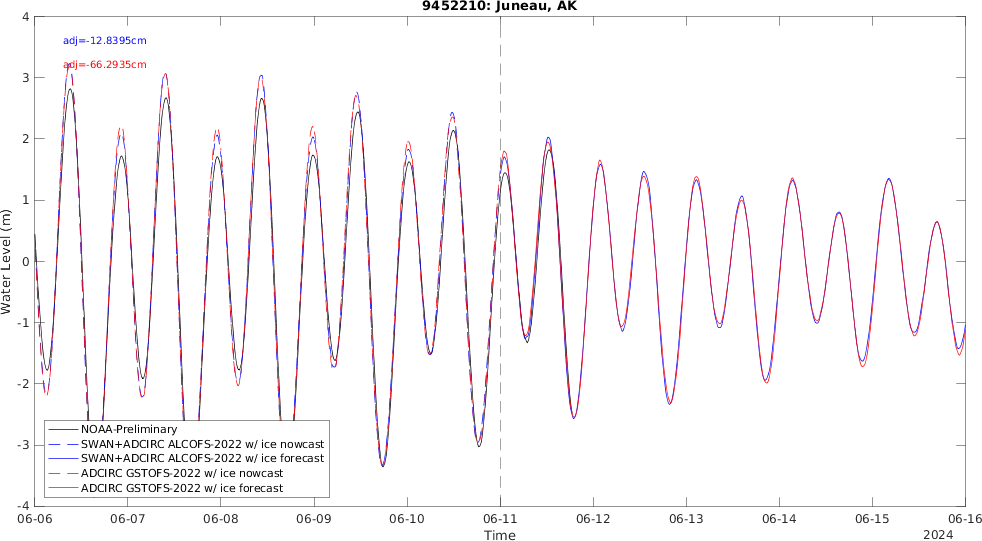 9452210: Juneau, AK
adj=-12.8395cm
adj=-66.2935cm
Water Level (m)
4
3
2
1
0
-1
-2
-3
-4
NOAA-Preliminary
SWAN+ADCIRC ALCOFS-2022 w/ ice nowcast
SWAN+ADCIRC ALCOFS-2022 w/ ice forecast
ADCIRC GSTOFS-2022 w/ ice nowcast
ADCIRC GSTOFS-2022 w/ ice forecast
06-06 06-07 06-08 06-09 06-10 06-11 06-12 06-13 06-14 06-15 06-16
Time
2024